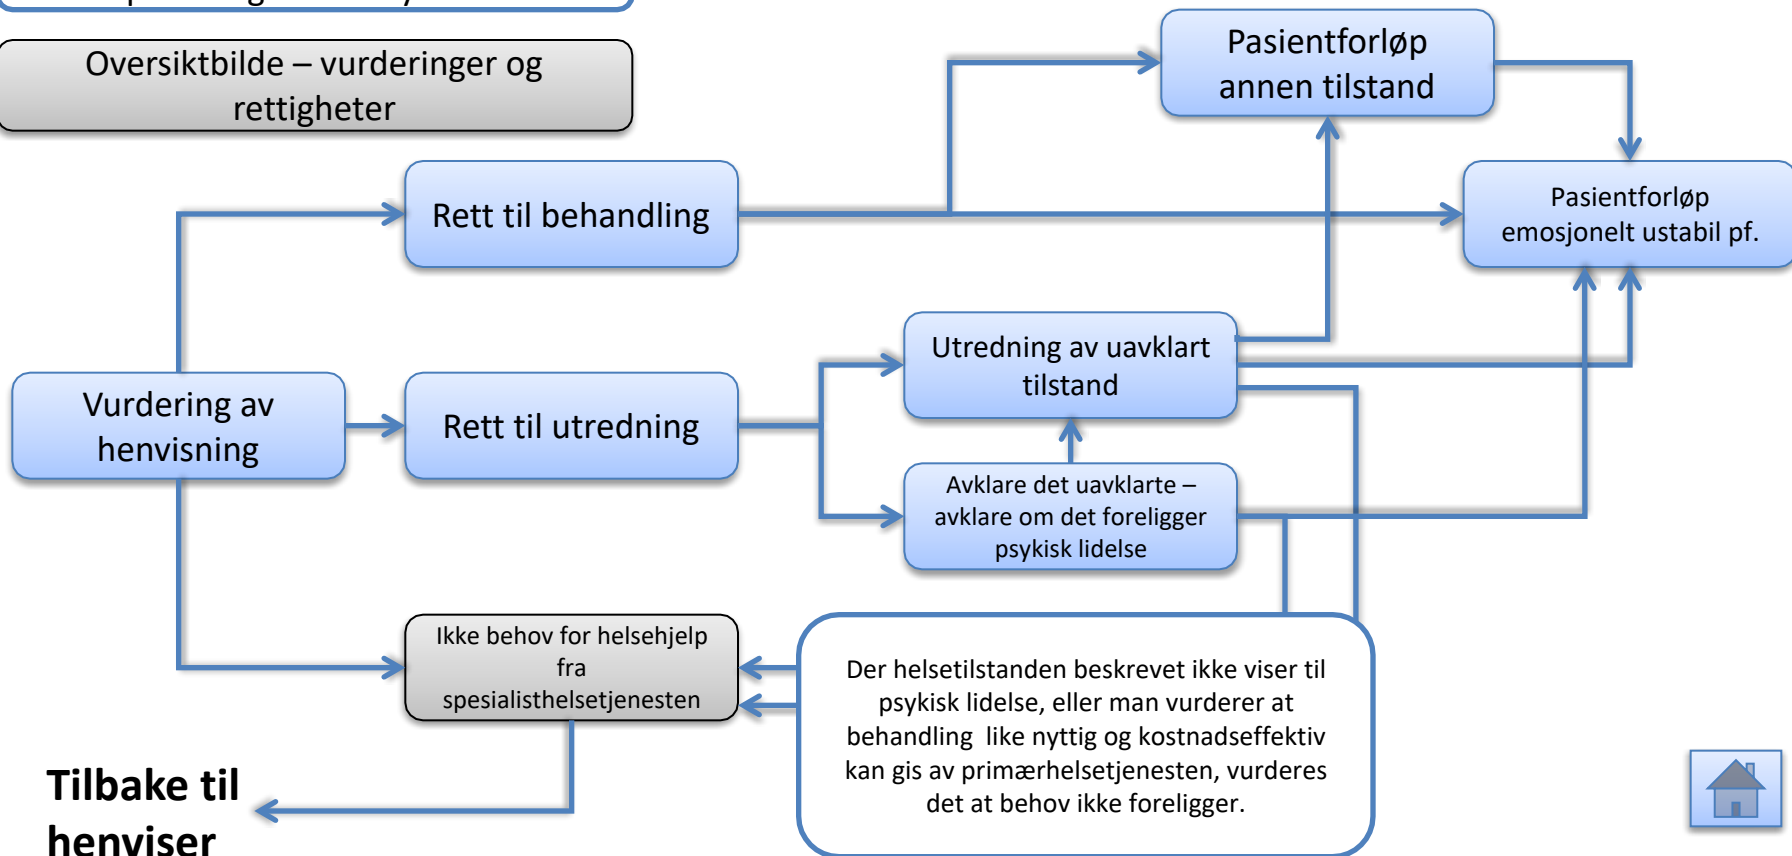 Oversiktbilde – vurderinger og
rettigheter
Pasientforløp
annen tilstand
Rett til behandling
Pasientforløp
emosjonelt ustabil pf.
Utredning av uavklart
tilstand
Vurdering av
henvisning
Rett til utredning
Avklare det uavklarte –
avklare om det foreligger
psykisk lidelse
Ikke behov for helsehjelp
fra
spesialisthelsetjenesten
Der helsetilstanden beskrevet ikke viser til
psykisk lidelse, eller man vurderer at
behandling  like nyttig og kostnadseffektiv
kan gis av primærhelsetjenesten, vurderes
det at behov ikke foreligger.
Tilbake til
henviser